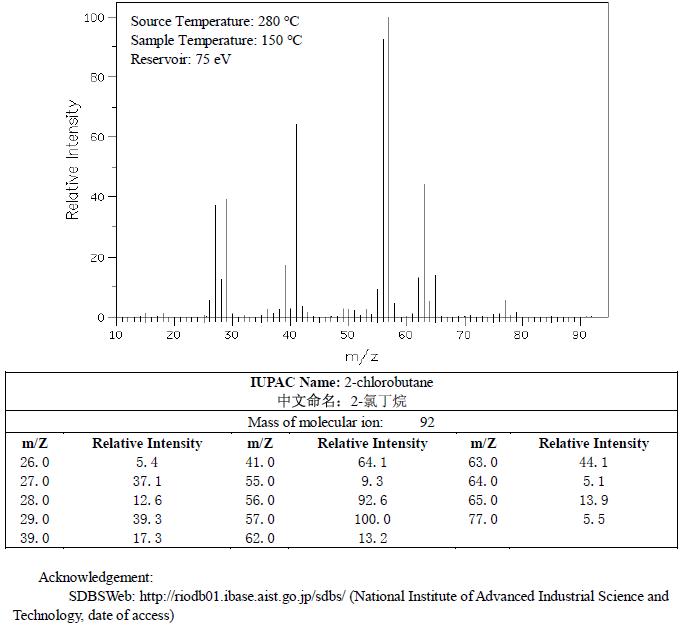 100
80
60
40
20
0
Relative Intensity
Source Temperature: 280 ℃
Sample Temperature: 150 ℃
Reservoir: 75 eV
10 20 30 40 50 60 70 80 90
m/z
IUPAC Name: 2-chlorobutane
中文命名：2-氯丁烷
Mass of molecular ion: 92
m/Z Relative Intensity m/Z Relative Intensity m/Z Relative Intensity
26.0 5.4 41.0 64.1 63.0 44.1
27.0 37.1 55.0 9.3 64.0 5.1
28.0 12.6 56.0 92.6 65.0 13.9
29.0 39.3 57.0 100.0 77.0 5.5
39.0 17.3 62.0 13.2
Acknowledgement:
SDBSWeb: http://riodb01.ibase.aist.go.jp/sdbs/ (National Institute of Advanced Industrial Science and
Technology, date of access)